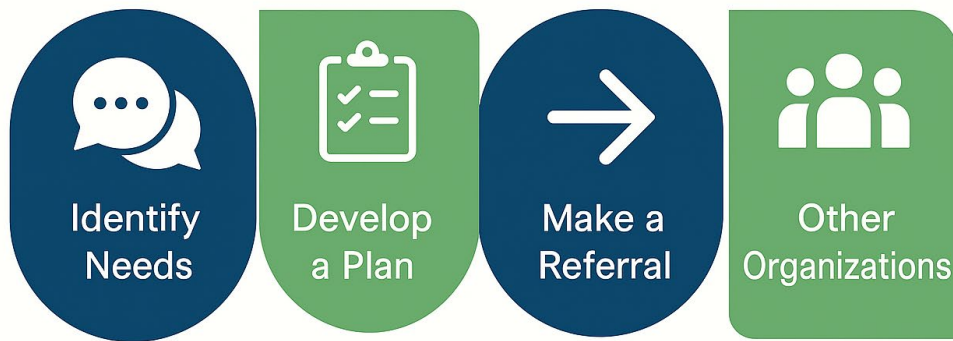 Identify
Needs
Develop
a Plan
Make a
Referral
Other
Organizations